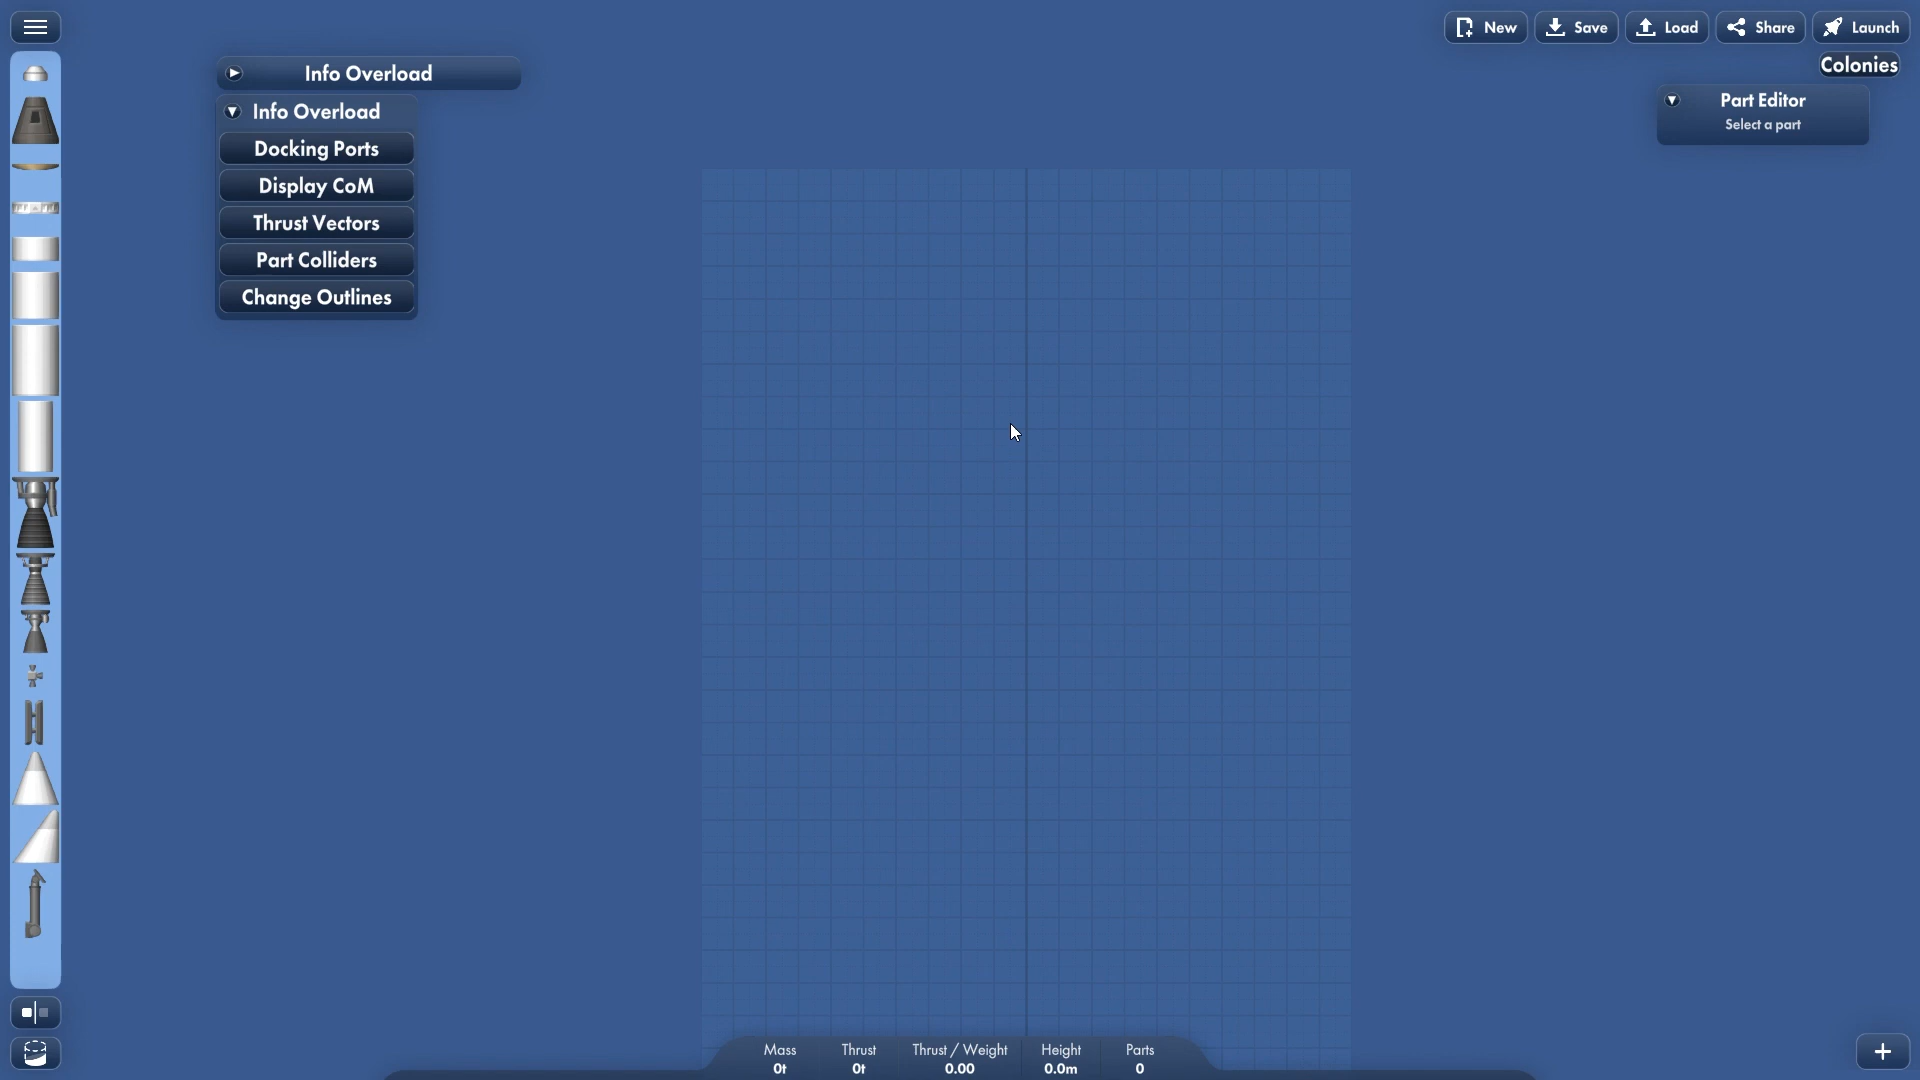 New
Save
Load
Share
Launch
Colonies
Info Overload
Info Overload
Docking Ports
Display CoM
Thrust Vectors
Part Colliders
Change Outlines
Part Editor
Select a part
Mass
Thrust
Thrust / Weight
Height
Parts
0t
0t
0.00
0.0m
0